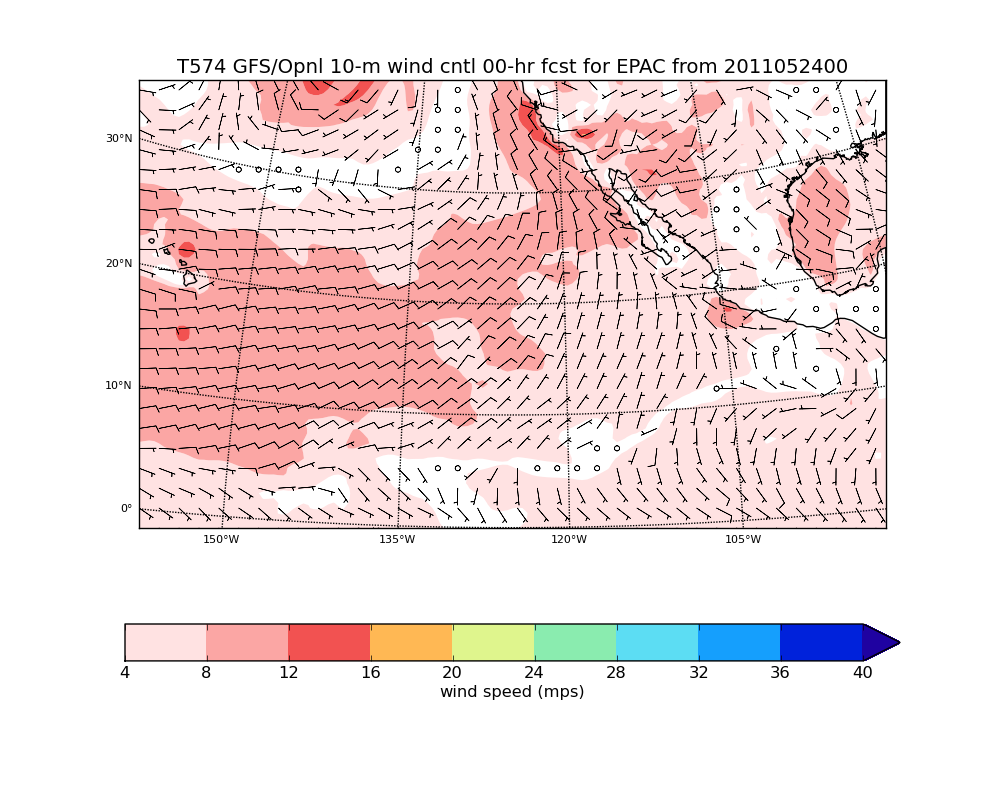 T574 GFS/Opnl 10-m wind cntl 00-hr fcst for EPAC from 2011052400
30°N
20°N
10°N
0°
150°W 135°W 120°W 105°W
4 8 12 16 20 24 28 32 36 40
wind speed (mps)